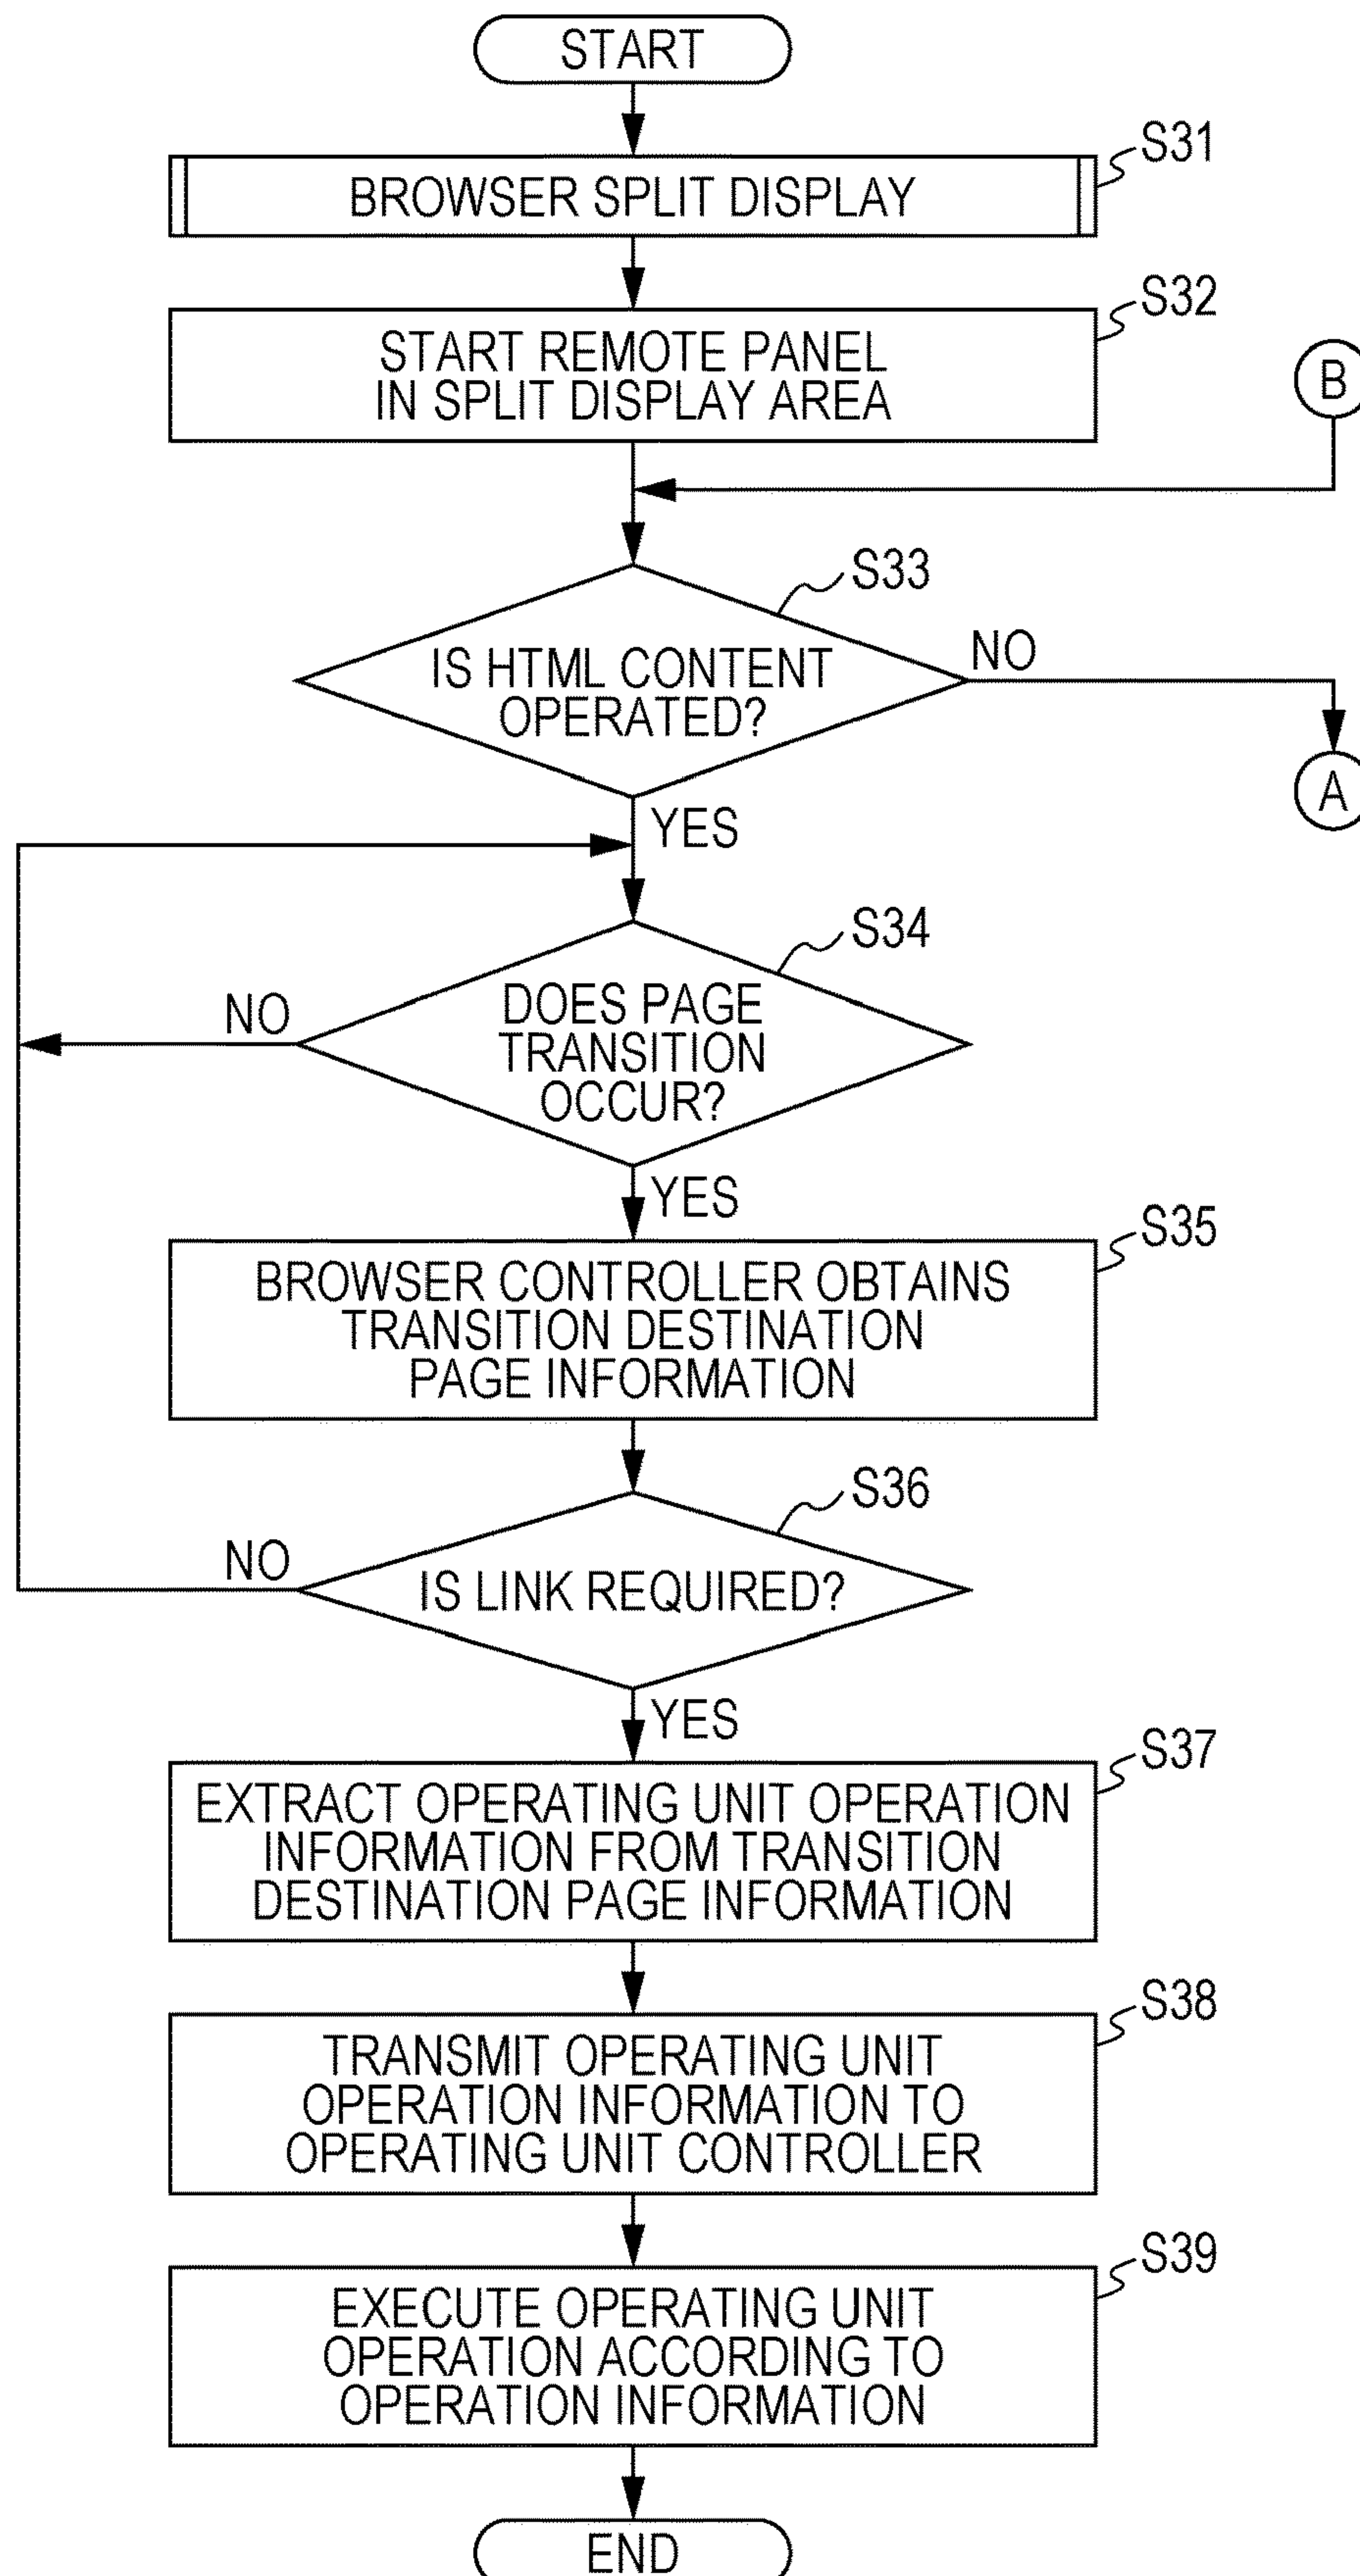 START
S31
BROWSER SPLIT DISPLAY
S32
START REMOTE PANEL
IN SPLIT DISPLAY AREA
B
S33
IS HTML CONTENT
OPERATED?
NO
A
YES
S34
DOES PAGE
TRANSITION
OCCUR?
NO
YES
S35
BROWSER CONTROLLER OBTAINS
TRANSITION DESTINATION
PAGE INFORMATION
S36
NO
IS LINK REQUIRED?
YES
S37
EXTRACT OPERATING UNIT OPERATION
INFORMATION FROM TRANSITION
DESTINATION PAGE INFORMATION
S38
TRANSMIT OPERATING UNIT
OPERATION INFORMATION TO
OPERATING UNIT CONTROLLER
S39
EXECUTE OPERATING UNIT
OPERATION ACCORDING TO
OPERATION INFORMATION
END